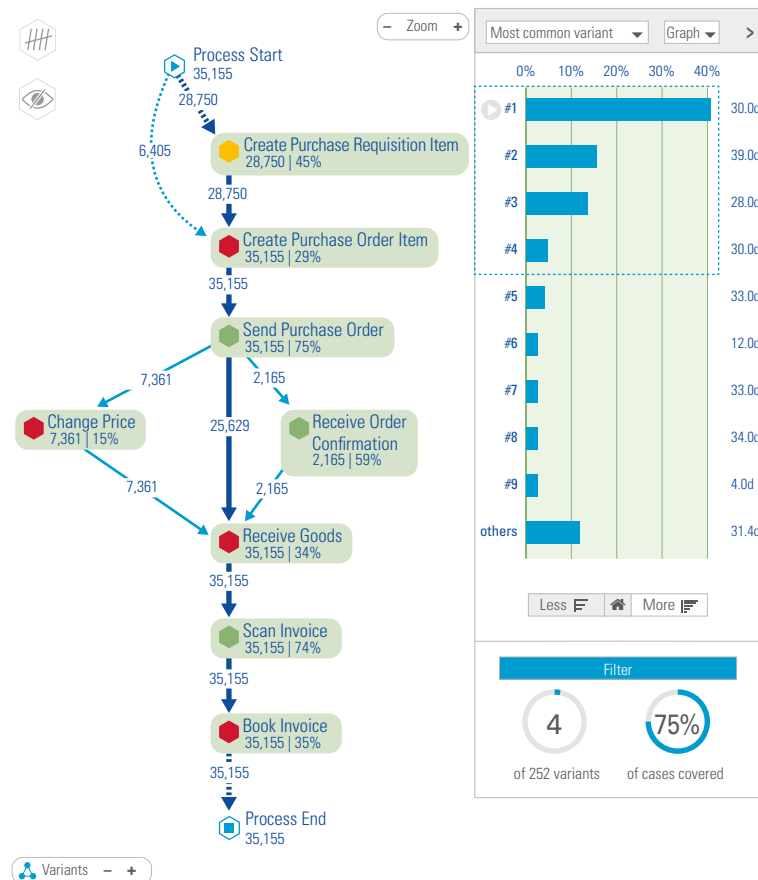 − Zoom +
Process Start
35,155
28,750
6,405
Create Purchase Requisition Item
28,750 | 45%
28,750
Create Purchase Order Item
35,155 | 29%
35,155
Send Purchase Order
35,155 | 75%
7,361
2,165
25,629
Change Price
7,361 | 15%
Receive Order
Confirmation
2,165 | 59%
7,361
2,165
Receive Goods
35,155 | 34%
35,155
Scan Invoice
35,155 | 74%
35,155
Book Invoice
35,155 | 35%
35,155
Process End
35,155
Variants − +
Most common variant
Graph
>
0% 10% 20% 30% 40%
#1 30.0d
#2 39.0d
#3 28.0d
#4 30.0d
#5 33.0d
#6 12.0d
#7 33.0d
#8 34.0d
#9 4.0d
others 31.4d
Less
More
Filter
4
of 252 variants
75%
of cases covered